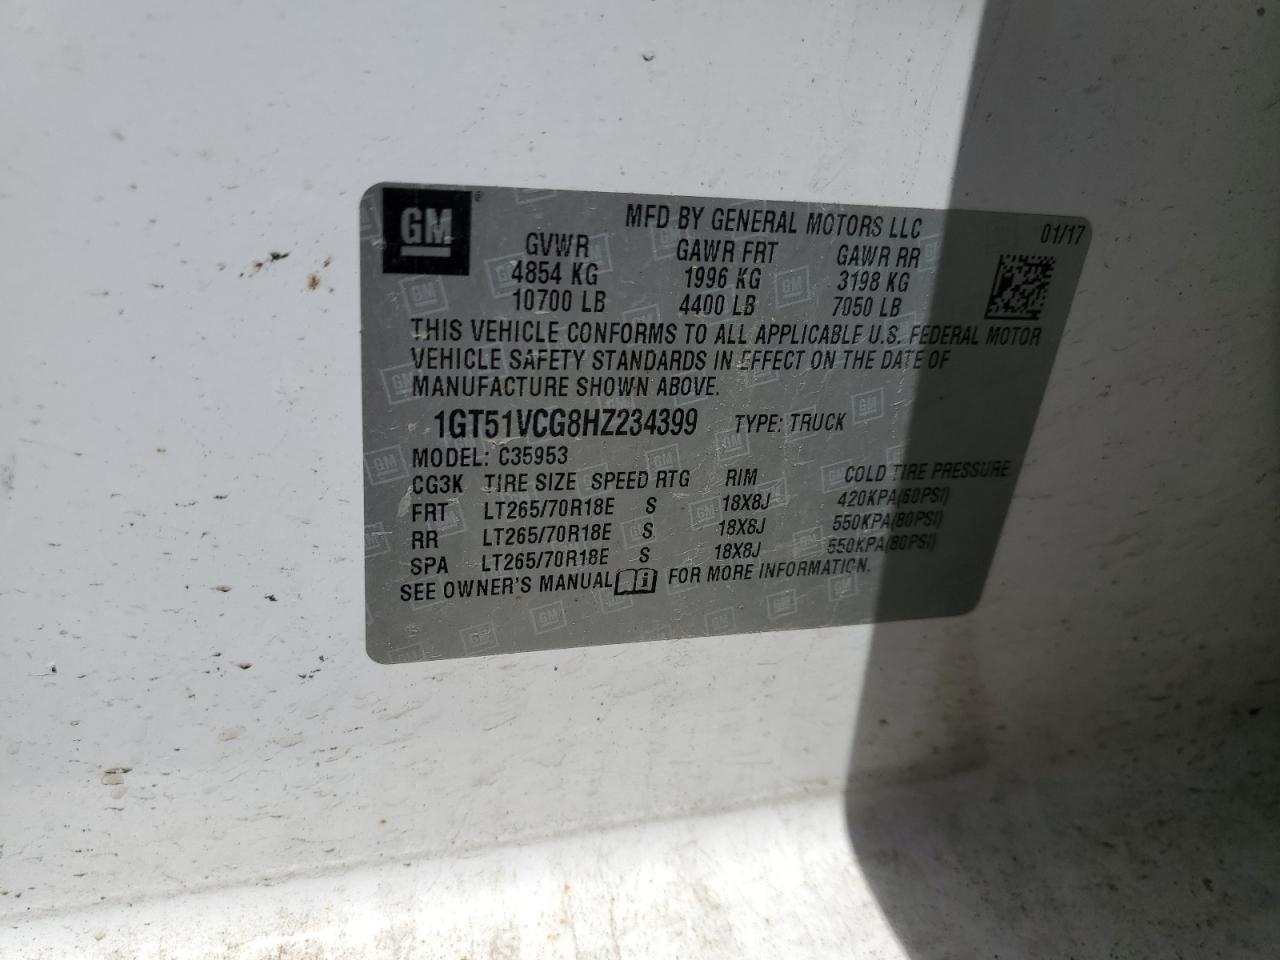 GM
MFD BY GENERAL MOTORS LLC
01/17
GVWR GAWR FRT GAWR RR
4854 KG 1996 KG 3198 KG
10700 LB 4400 LB 7050 LB
THIS VEHICLE CONFORMS TO ALL APPLICABLE U.S. FEDERAL MOTOR
VEHICLE SAFETY STANDARDS IN EFFECT ON THE DATE OF
MANUFACTURE SHOWN ABOVE.
1GT51VCG8HZ234399 TYPE: TRUCK
MODEL: C35953
CG3K TIRE SIZE SPEED RTG RIM COLD TIRE PRESSURE
FRT LT265/70R18E S 18X8J 420KPA(60PSI)
RR LT265/70R18E S 18X8J 550KPA(80PSI)
SPA LT265/70R18E S 18X8J 550KPA(80PSI)
SEE OWNER'S MANUAL FOR MORE INFORMATION.